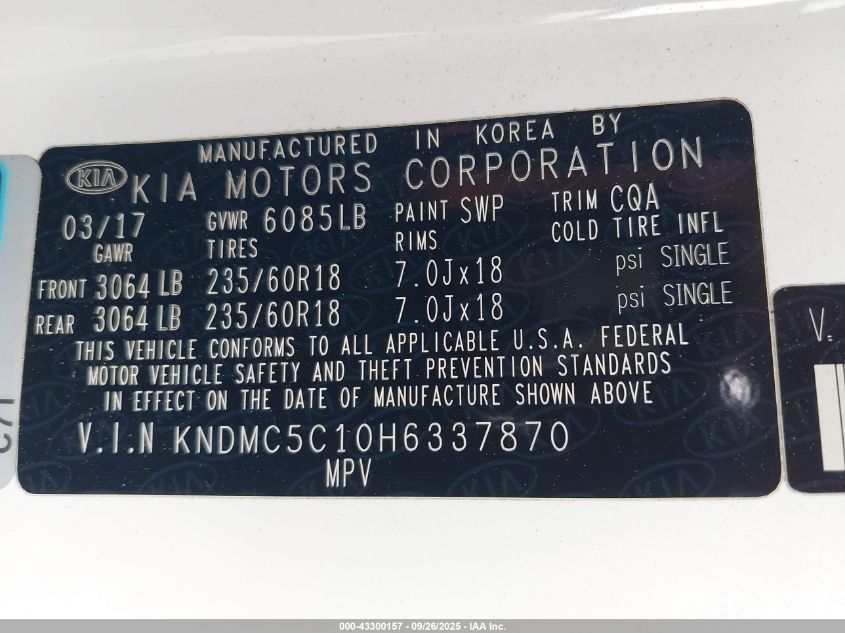 MANUFACTURED IN KOREA BY
KIA KIA MOTORS CORPORATION
03/17 GVWR 6085LB PAINT SWP TRIM CQA
GAWR TIRES RIMS COLD TIRE INFL
FRONT 3064 LB 235/60R18 7.0Jx18 psi SINGLE
REAR 3064 LB 235/60R18 7.0Jx18 psi SINGLE
THIS VEHICLE CONFORMS TO ALL APPLICABLE U.S.A. FEDERAL
MOTOR VEHICLE SAFETY AND THEFT PREVENTION STANDARDS
IN EFFECT ON THE DATE OF MANUFACTURE SHOWN ABOVE
V.I.N KNDMC5C10H6337870
MPV
V.
000-43300157 - 09/26/2025 - IAA Inc.